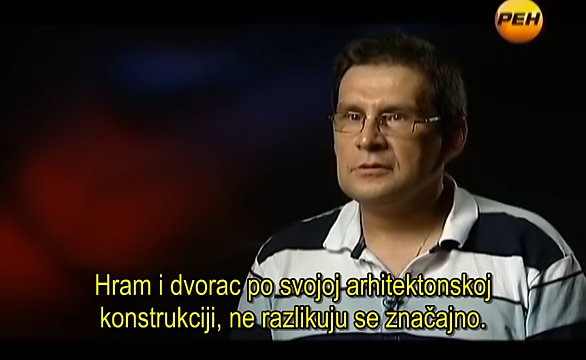 РЕН
Hram i dvorac po svojoj arhitektonskoj
konstrukciji, ne razlikuju se značajno.